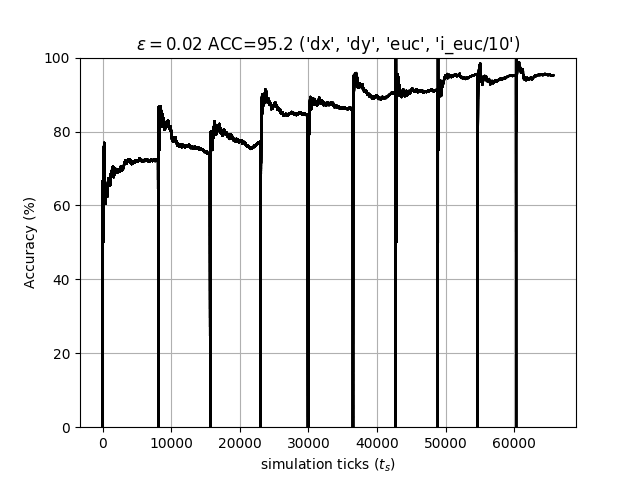 ε = 0.02 ACC=95.2 ('dx', 'dy', 'euc', 'i_euc/10')
100
80
60
40
20
0
Accuracy (%)
0 10000 20000 30000 40000 50000 60000
simulation ticks (tₛ)